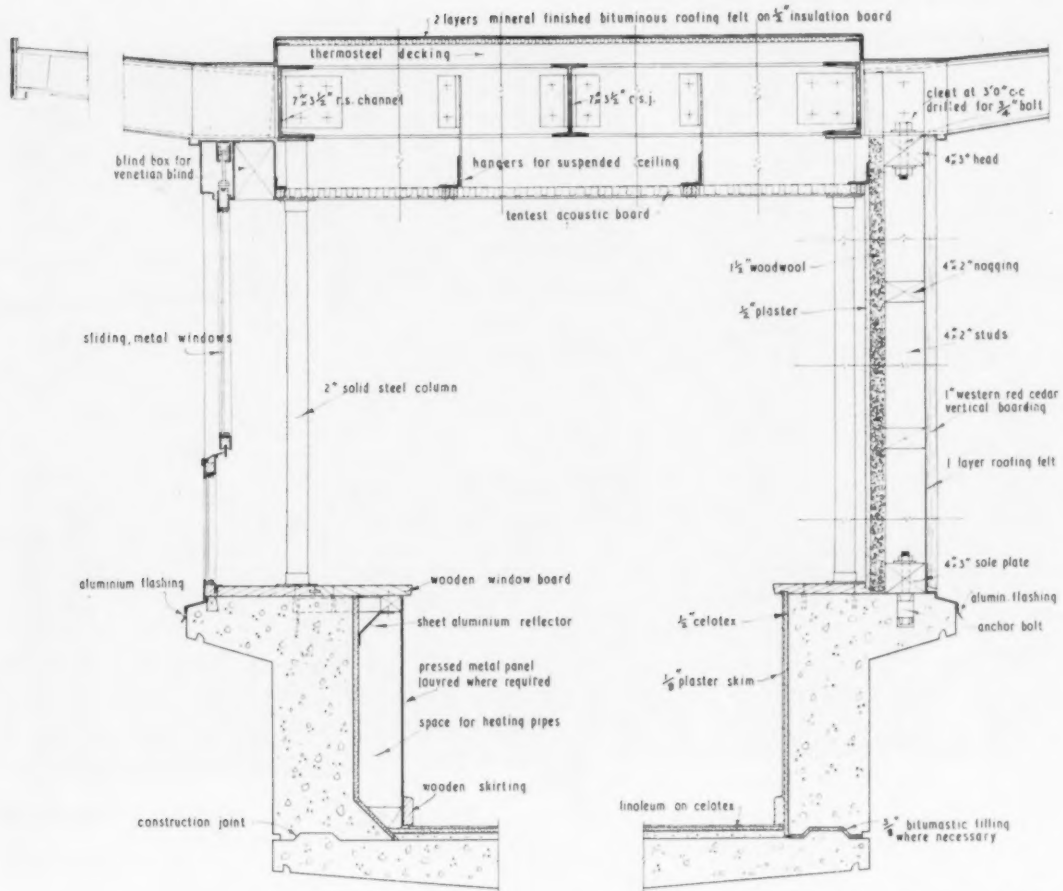 2 layers mineral finished bituminous roofing felt on ½" insulation board
thermosteel decking
7"× 3½" r.s. channel
7"× 3½" r.s.j.
cleat at 3'0" c.c
drilled for ¾" bolt
4"× 3" head
blind box for
venetian blind
hangers for suspended ceiling
tentest acoustic board
1½" woodwool
½" plaster
4"× 2" nogging
4"× 2" studs
sliding, metal windows
2" solid steel column
1" western red cedar
vertical boarding
1 layer roofing felt
aluminium flashing
wooden window board
4"× 3" sole plate
sheet aluminium reflector
½" celotex
alumin. flashing
anchor bolt
pressed metal panel
louvred where required
⅛" plaster skim
space for heating pipes
wooden skirting
linoleum on celotex
construction joint
⅜" bitumastic filling
where necessary